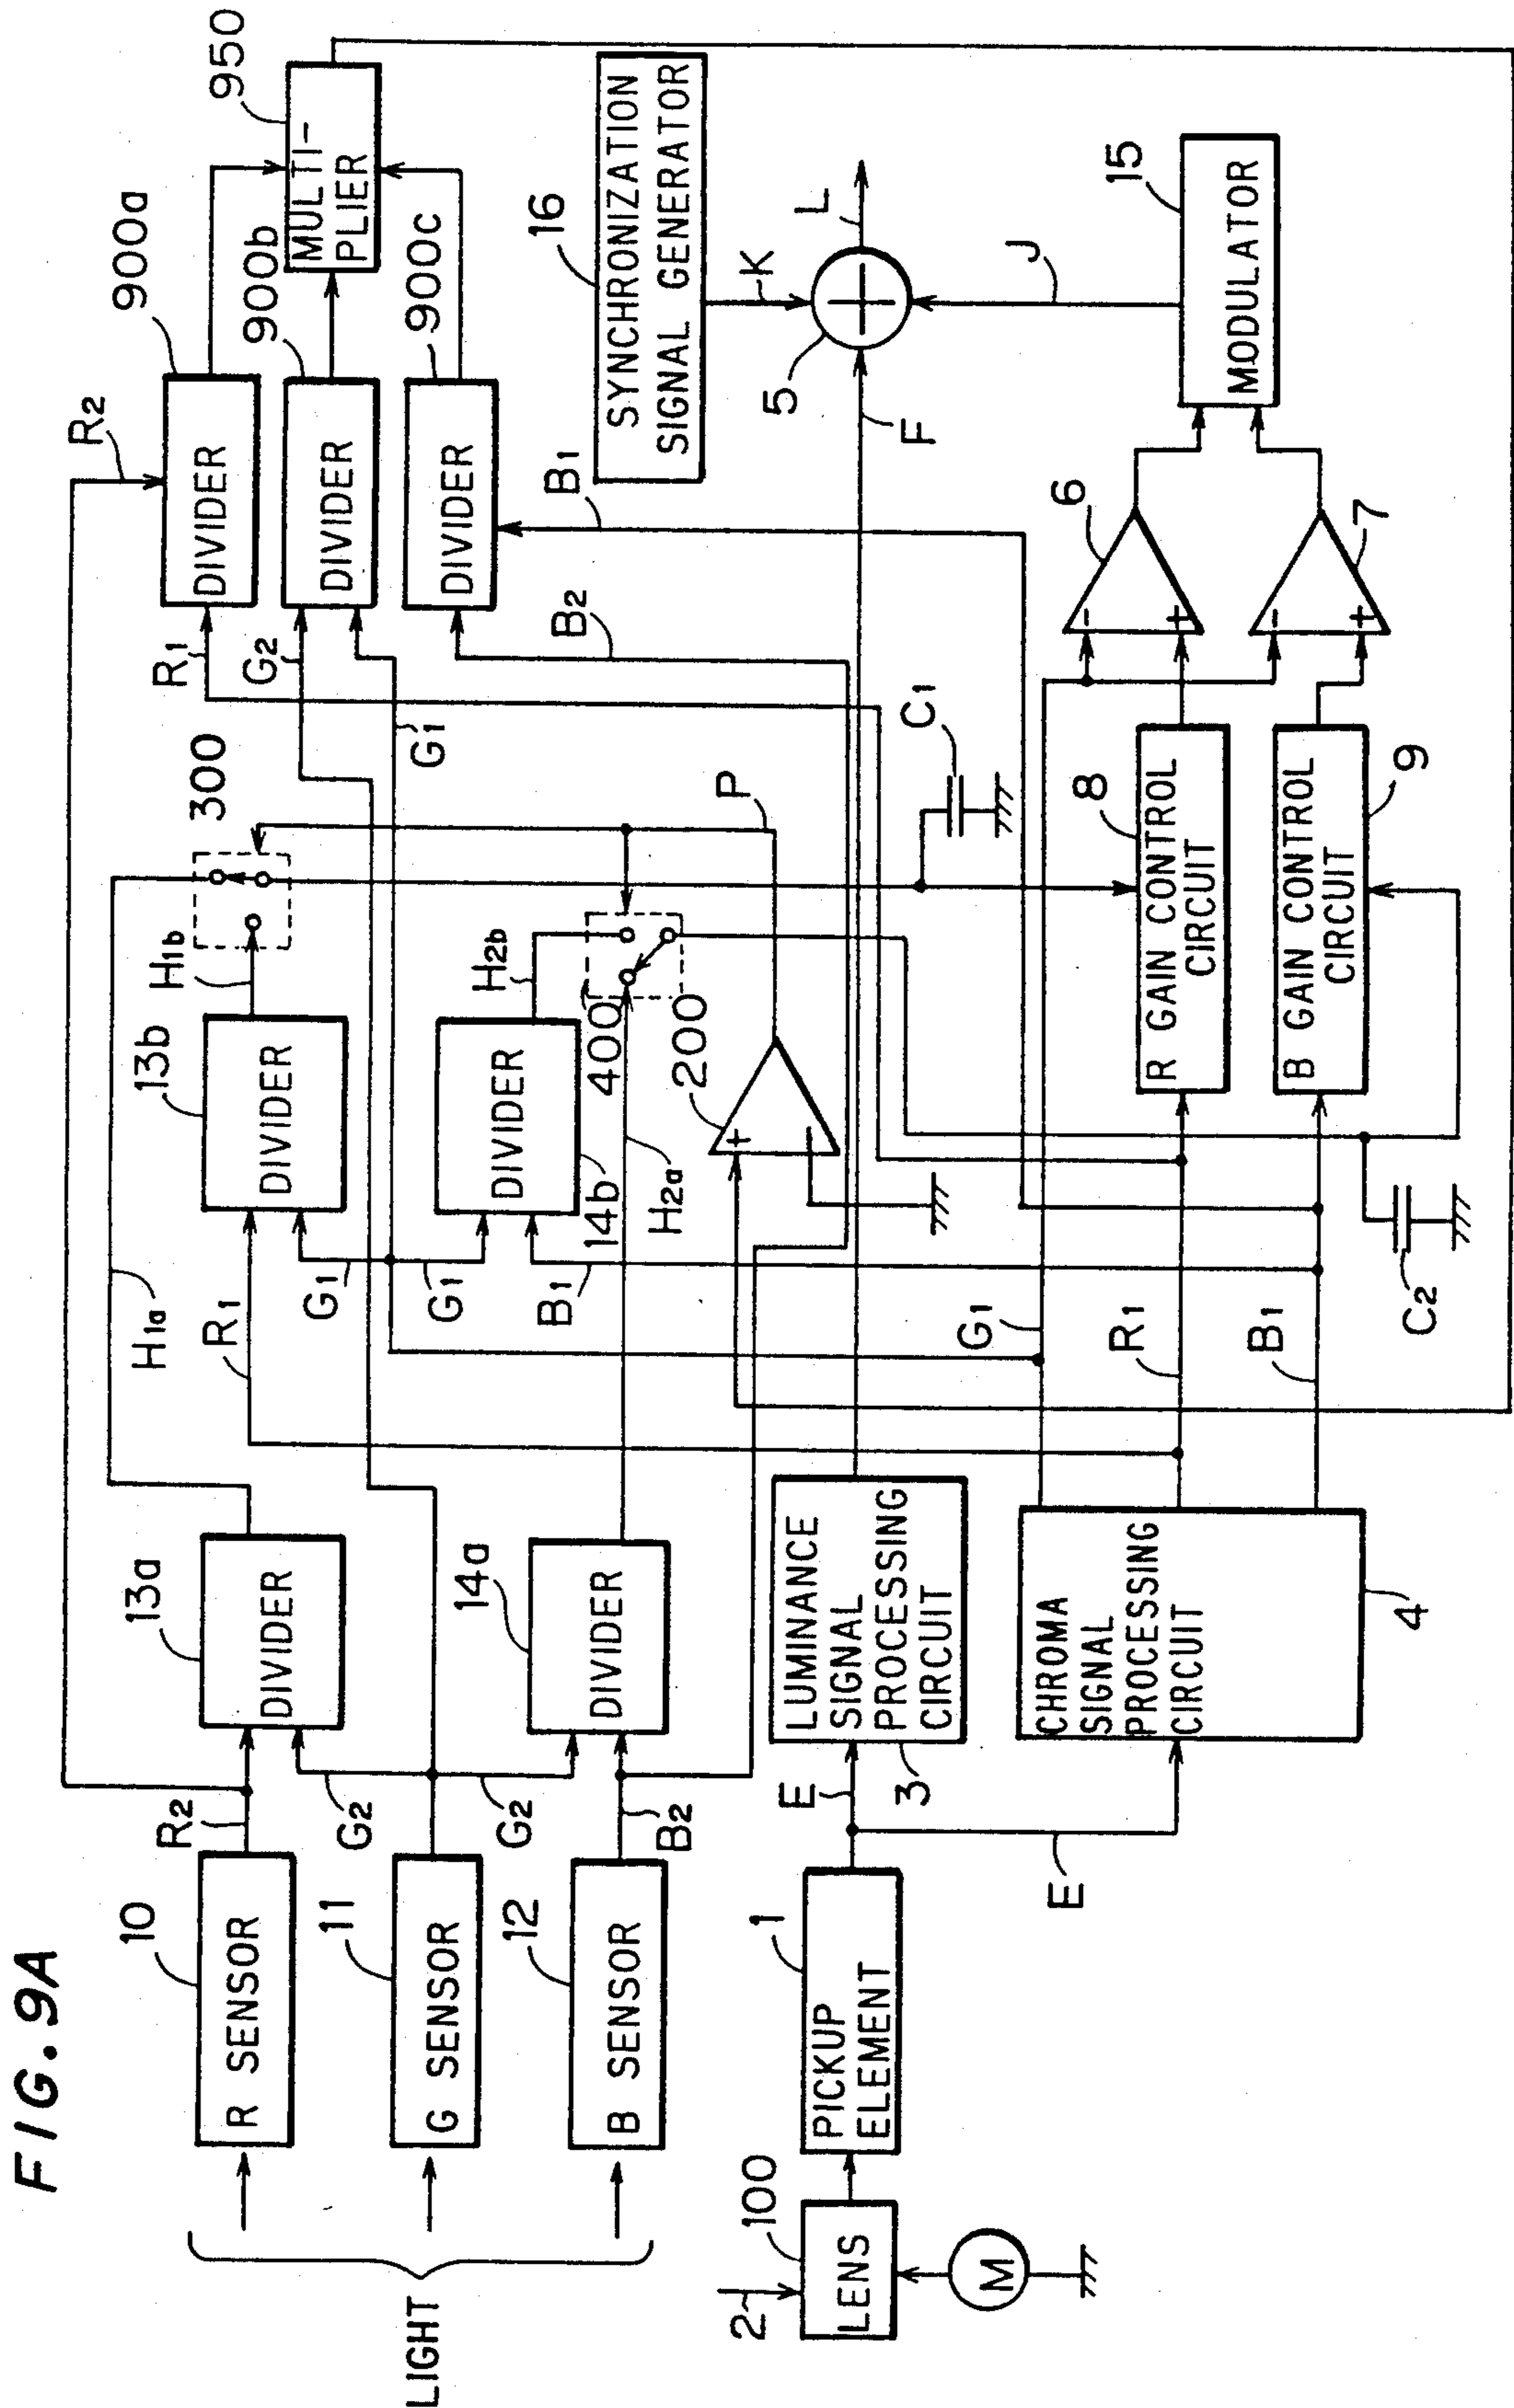 FIG. 9A
LIGHT
R SENSOR
10
R2
G SENSOR
11
G2
G2
B SENSOR
12
B2
DIVIDER
13a
H1a
DIVIDER
14a
H2a
R1
G1
G1
B1
DIVIDER
13b
H1b
300
DIVIDER
14b
H2b
400
200
+
−
P
R1
R2
G2
G1
B2
B1
DIVIDER
900a
DIVIDER
900b
DIVIDER
900c
MULTI-
PLIER
950
2
LENS
100
M
PICKUP
ELEMENT
1
E
E
LUMINANCE
SIGNAL
PROCESSING
CIRCUIT
3
CHROMA
SIGNAL
PROCESSING
CIRCUIT
4
G1
R1
B1
C2
C1
R GAIN CONTROL
CIRCUIT
8
B GAIN CONTROL
CIRCUIT
9
-
+
6
-
+
7
MODULATOR
15
J
F
5
K
L
SYNCHRONIZATION
SIGNAL GENERATOR
16